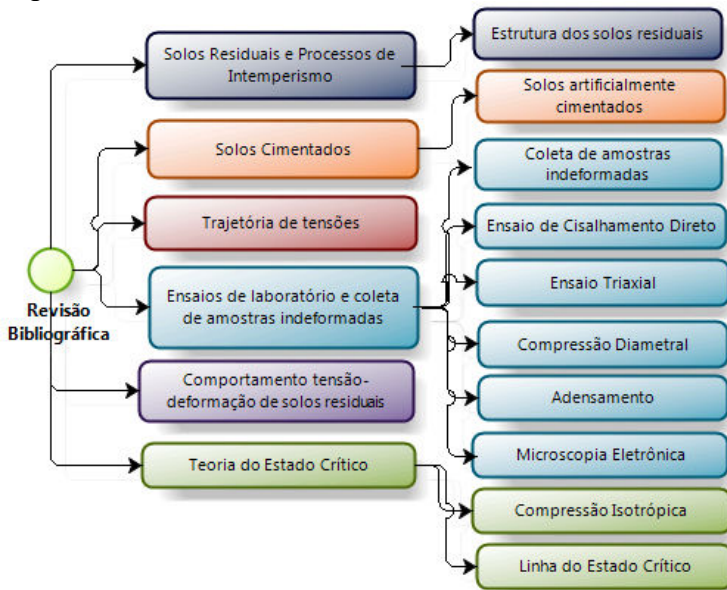 Revisão
Bibliográfica
Solos Residuais e Processos de
Intemperismo
Estrutura dos solos residuais
Solos Cimentados
Solos artificialmente
cimentados
Trajetória de tensões
Ensaios de laboratório e coleta
de amostras indeformadas
Coleta de amostras
indeformadas
Ensaio de Cisalhamento Direto
Ensaio Triaxial
Compressão Diametral
Adensamento
Microscopia Eletrônica
Comportamento tensão-
deformação de solos residuais
Teoria do Estado Crítico
Compressão Isotrópica
Linha do Estado Crítico